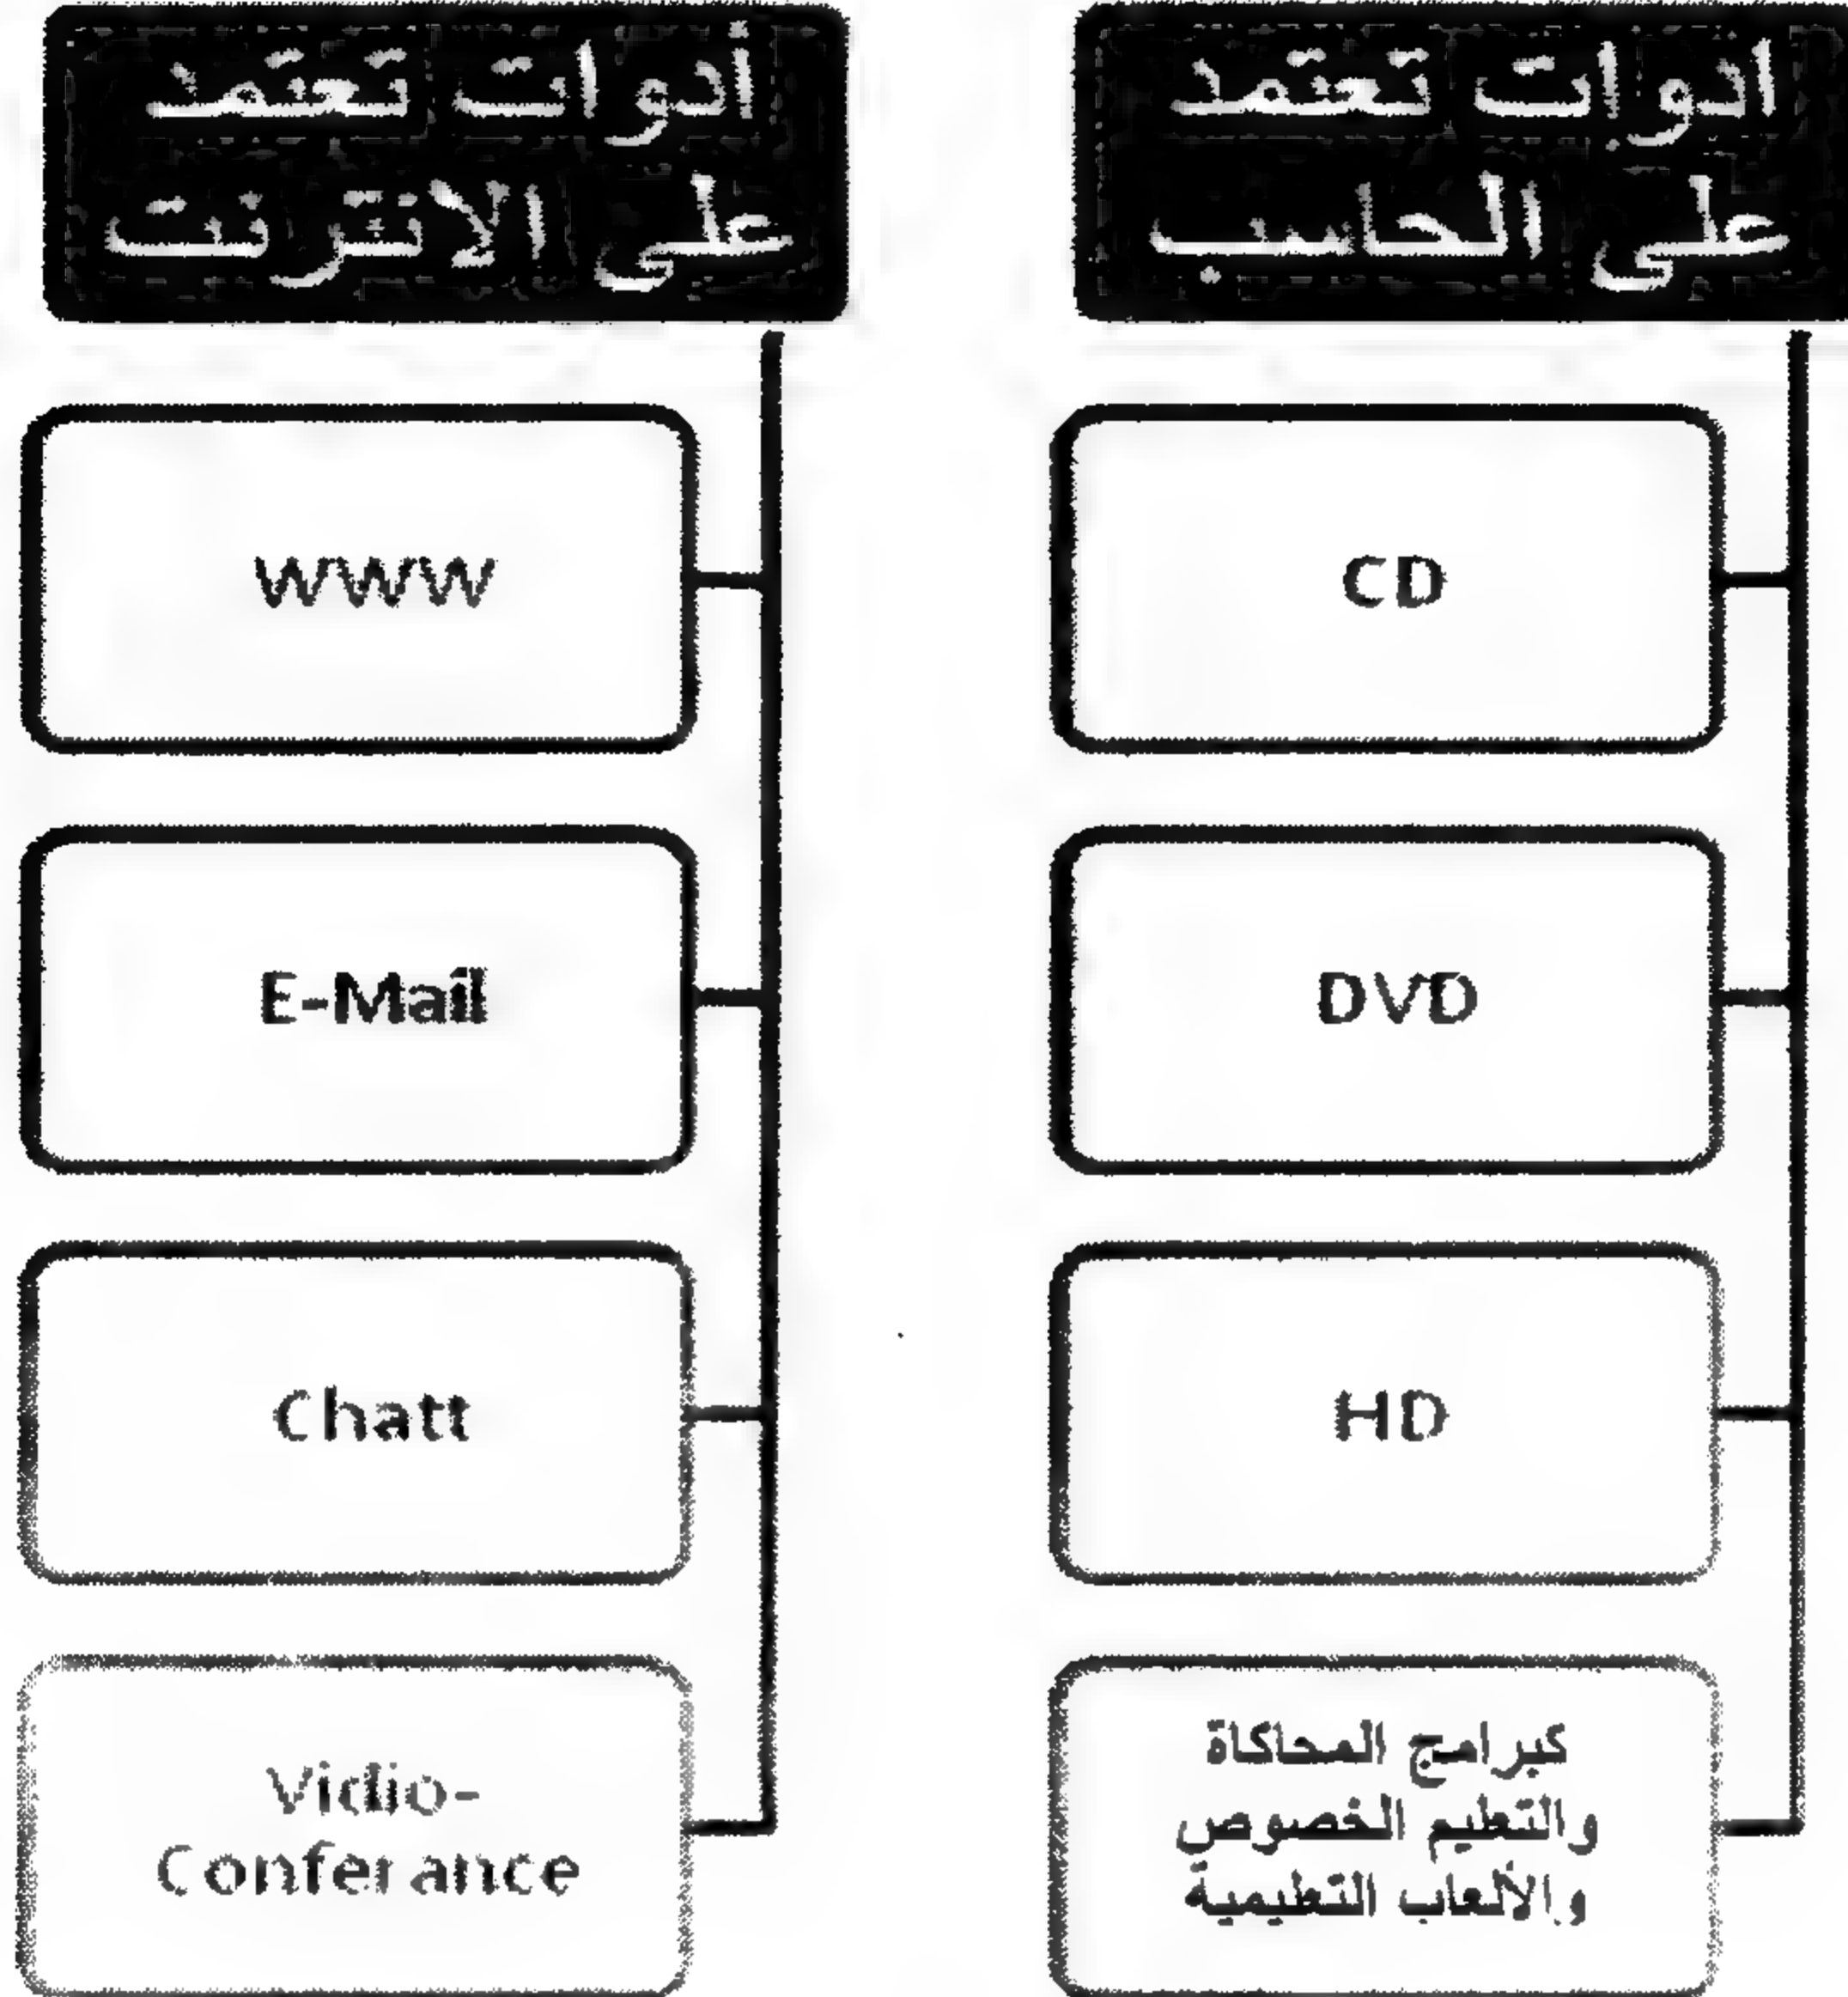 ادوات تعتمد
على الحاسب
CD
DVD
HD
كبرامج المحاكاة
والتعليم الخصوص
والألعاب التعليمية
أدوات تعتمد
على الانترنت
WWW
E-Mail
Chatt
Vidio-
Conferance